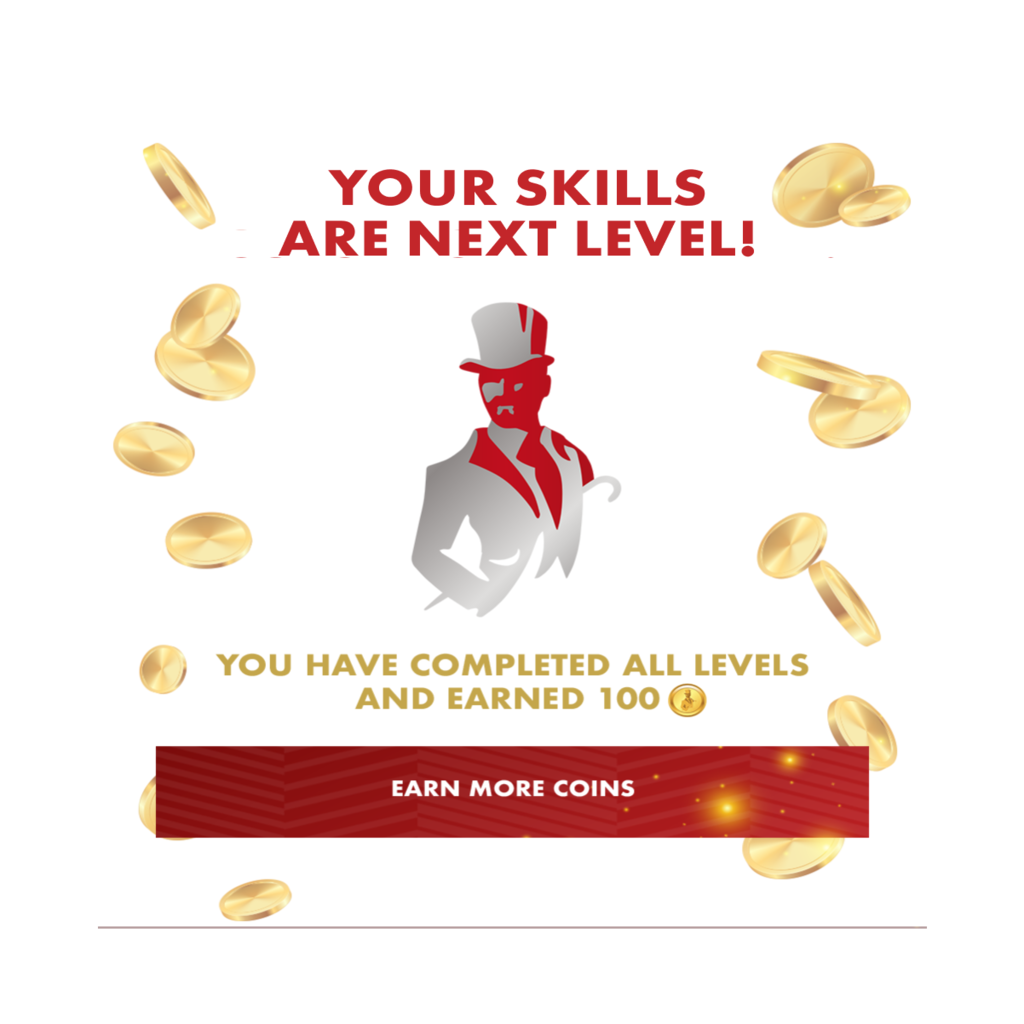 YOUR SKILLS
ARE NEXT LEVEL!
YOU HAVE COMPLETED ALL LEVELS
AND EARNED 100
EARN MORE COINS